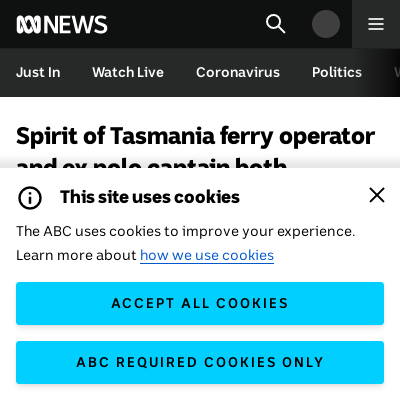 NEWS
Just In Watch Live Coronavirus Politics
Spirit of Tasmania ferry operator
and ex polo captain both
This site uses cookies
The ABC uses cookies to improve your experience.
Learn more about how we use cookies
ACCEPT ALL COOKIES
ABC REQUIRED COOKIES ONLY